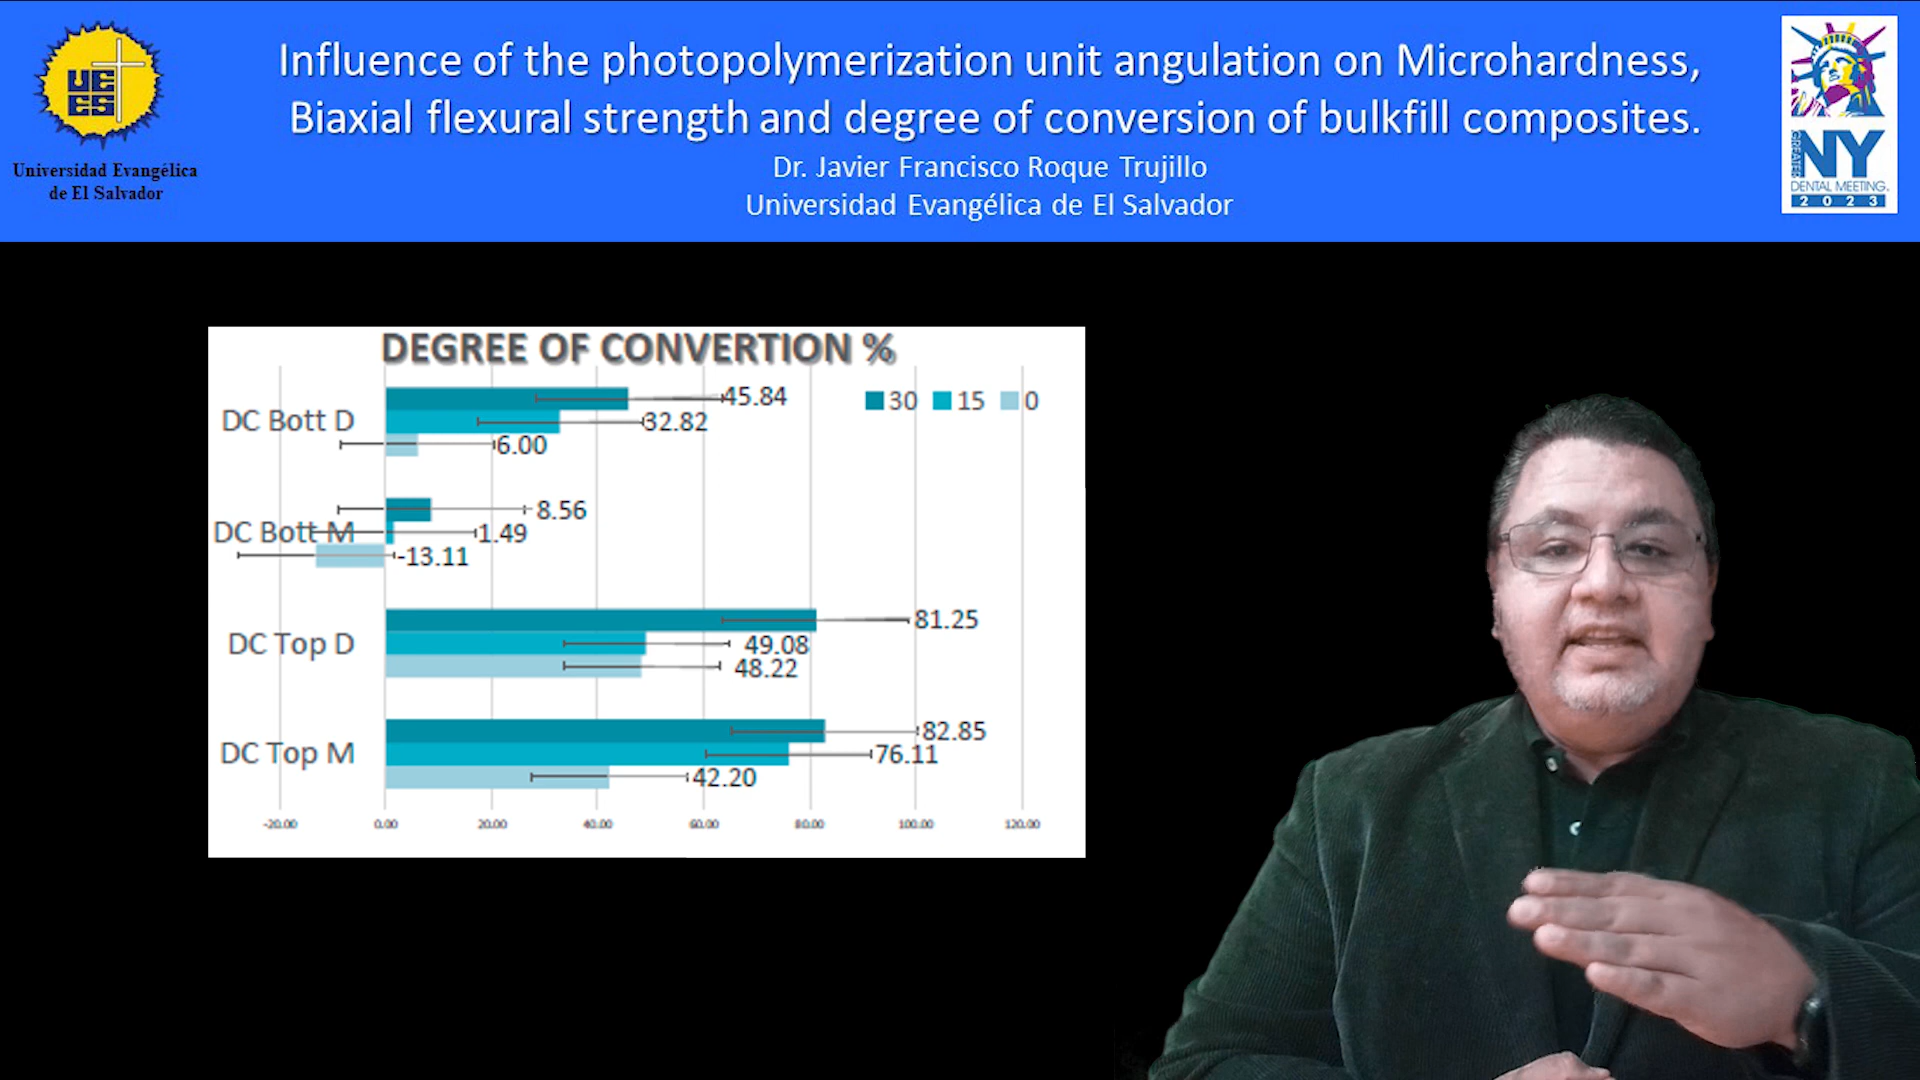 Influence of the photopolymerization unit angulation on Microhardness,
Biaxial flexural strength and degree of conversion of bulkfill composites.
Dr. Javier Francisco Roque Trujillo
Universidad Evangélica de El Salvador
UE
ES
Universidad Evangélica
de El Salvador
GREATER
NY
DENTAL MEETING.
2023
DEGREE OF CONVERTION %
30 15 0
DC Bott D
45.84
32.82
6.00
DC Bott M
8.56
1.49
-13.11
DC Top D
81.25
49.08
48.22
DC Top M
82.85
76.11
42.20
-20.00 0.00 20.00 40.00 60.00 80.00 100.00 120.00